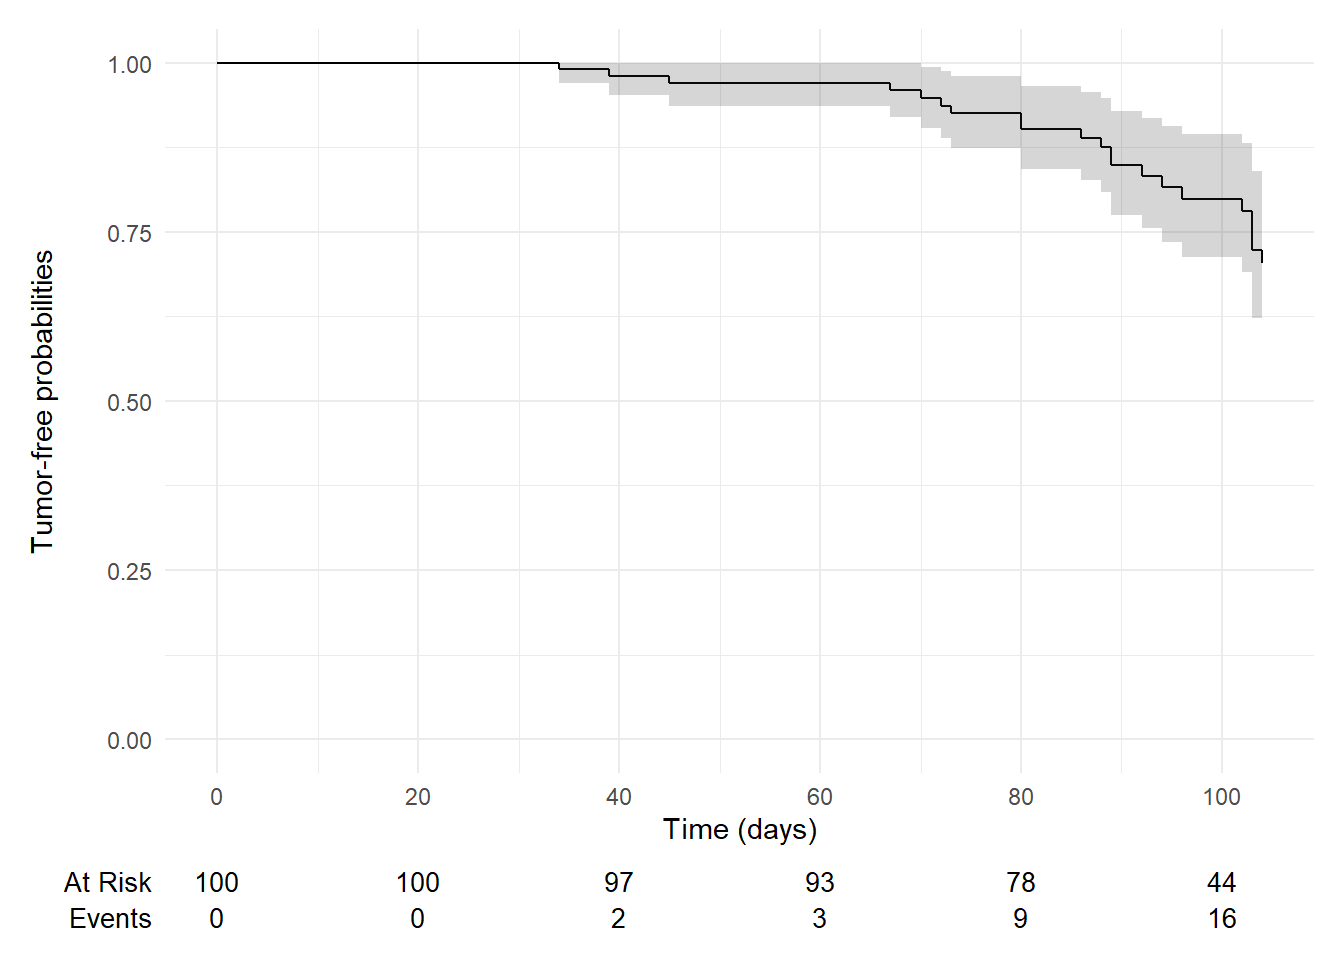 1.00
0.75
0.50
0.25
0.00
Tumor-free probabilities
0 20 40 60 80 100
Time (days)
At Risk 100 100 97 93 78 44
Events 0 0 2 3 9 16